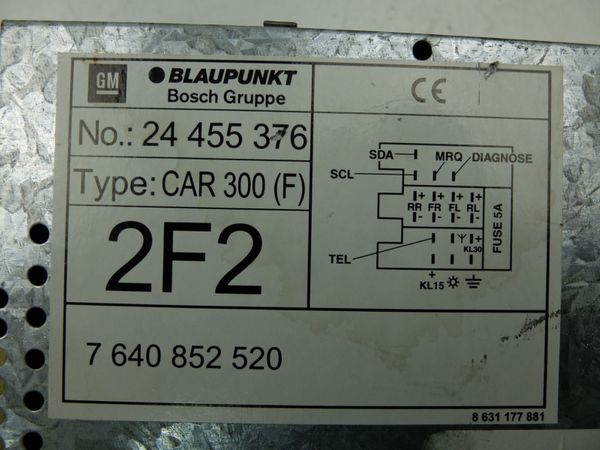 GM BLAUPUNKT
Bosch Gruppe
CE
No.: 24 455 376
Type: CAR 300 (F)
2F2
7 640 852 520
SDA MRQ DIAGNOSE
SCL
+ + + +
RR FR FL RL
- - - -
FUSE 5A
TEL +
KL30
+
KL15
8 631 177 881